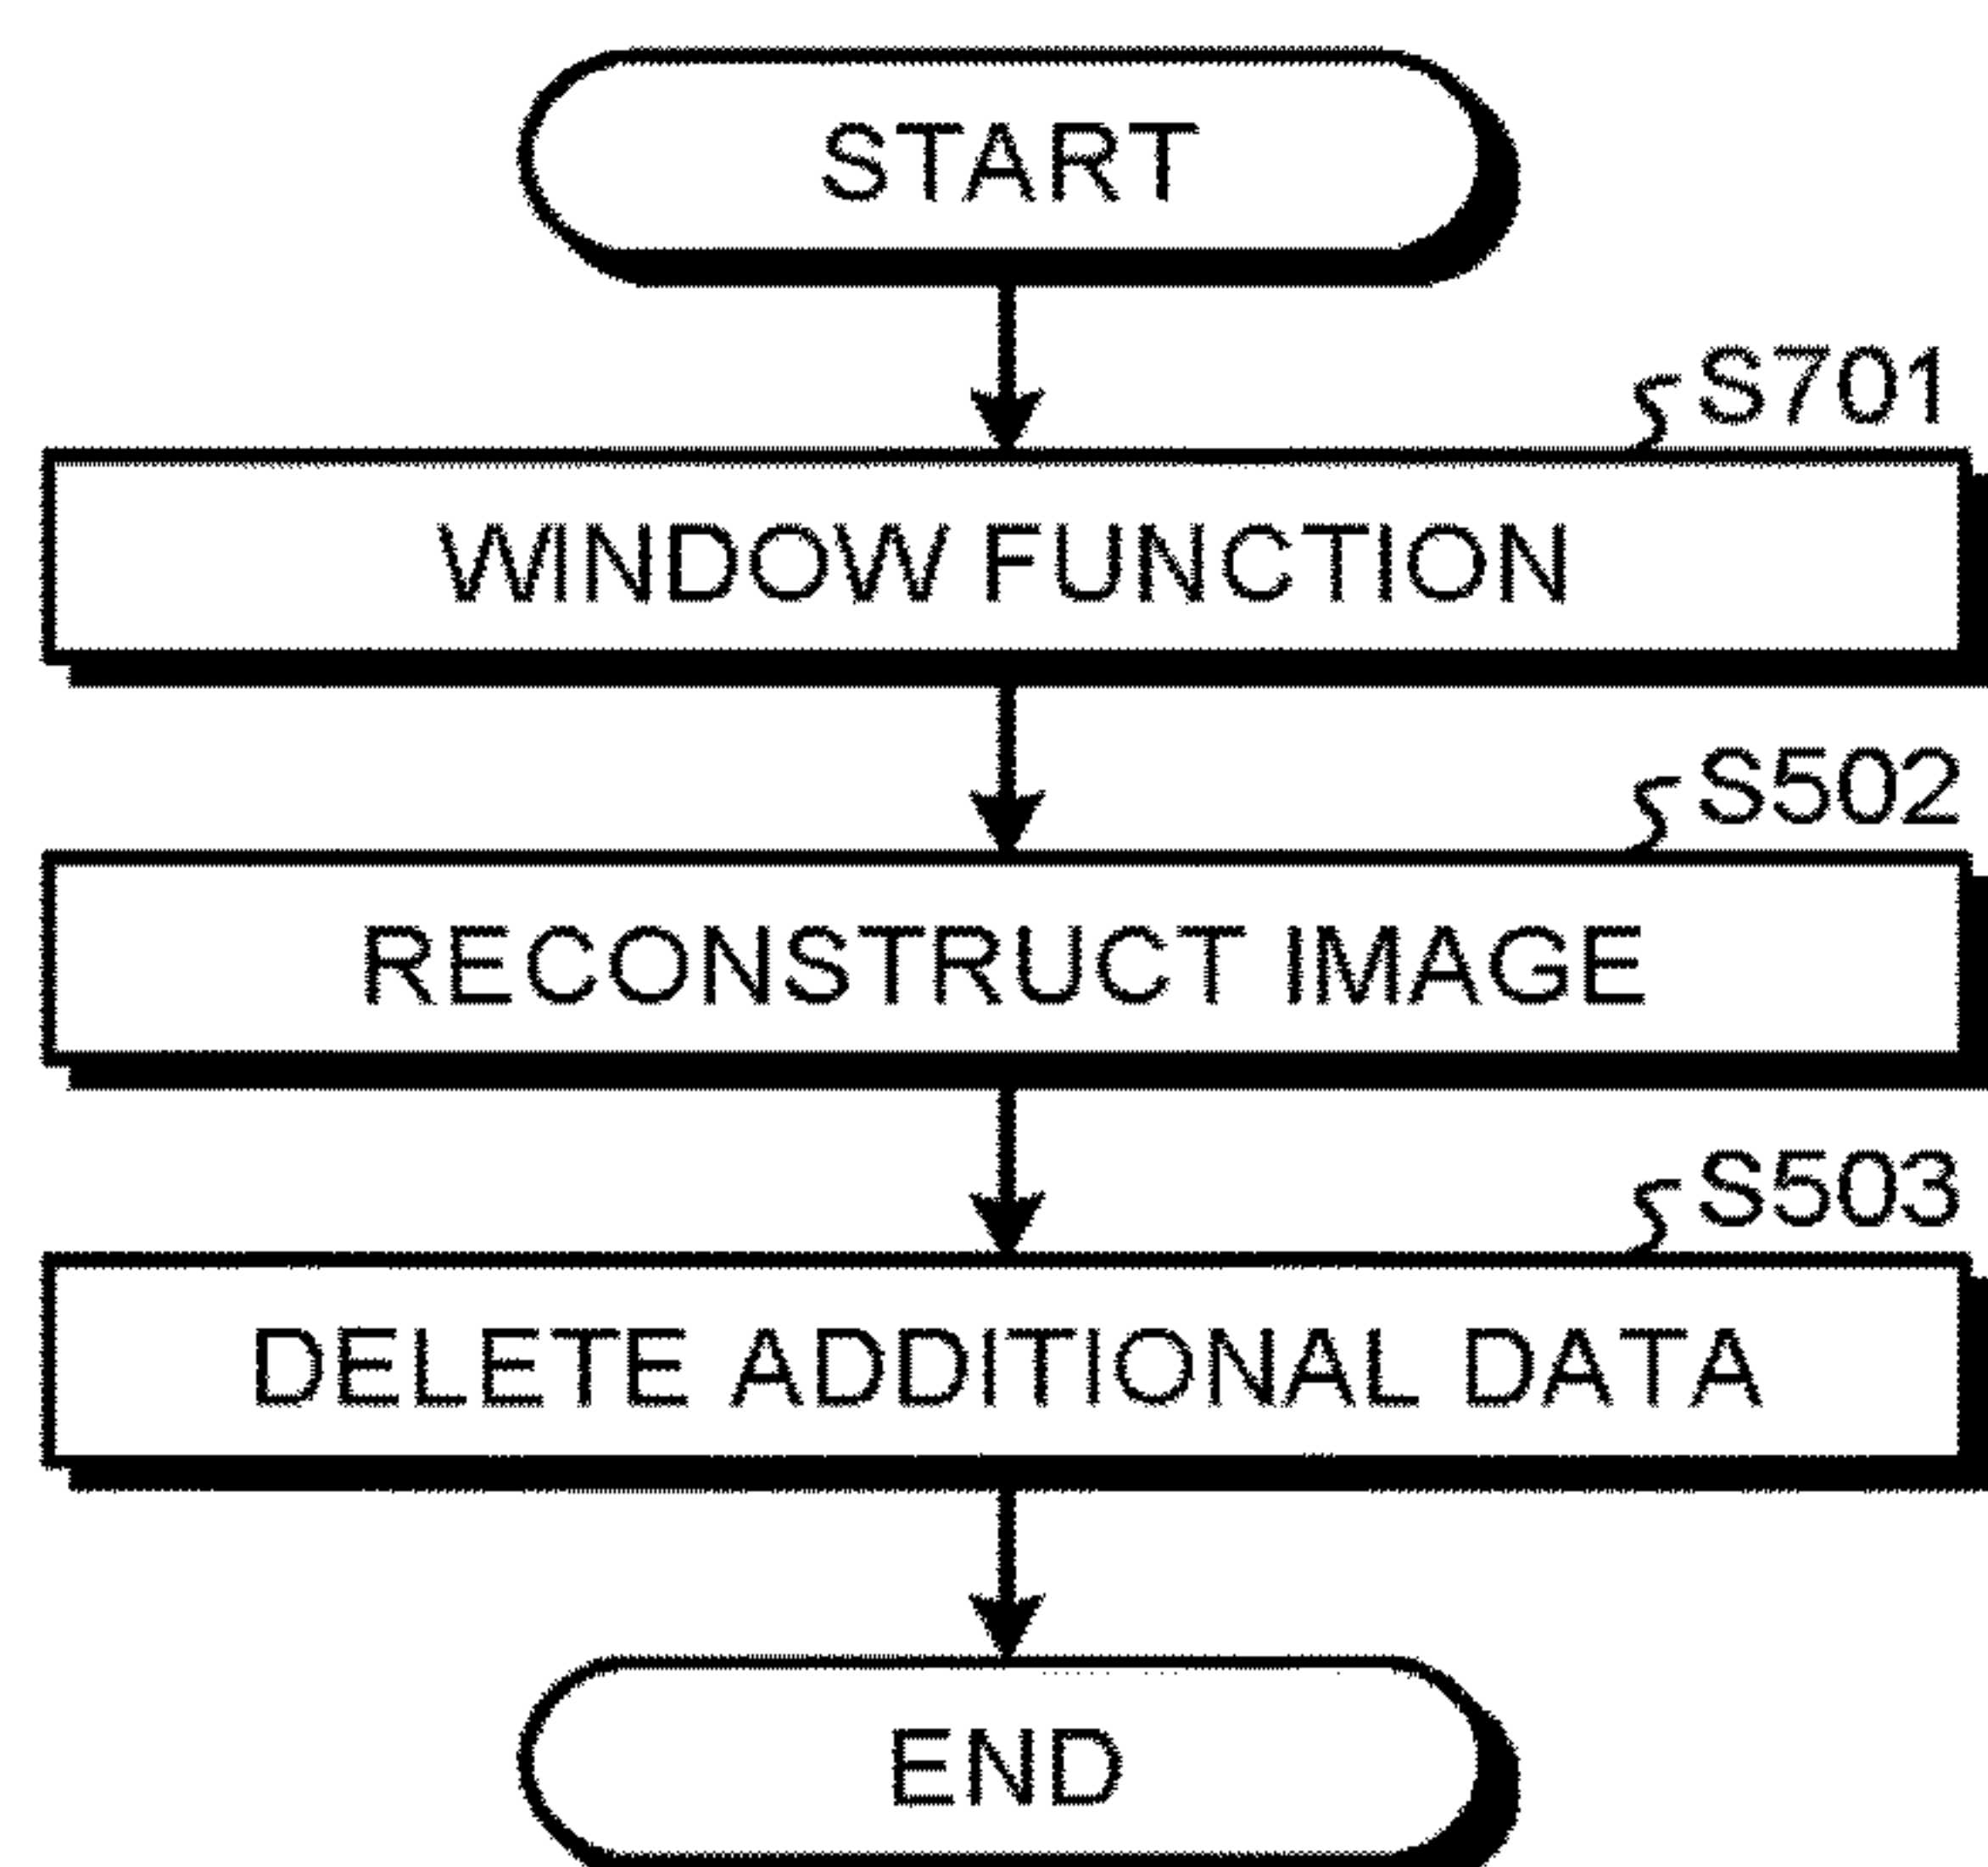 START
S701
WINDOW FUNCTION
S502
RECONSTRUCT IMAGE
S503
DELETE ADDITIONAL DATA
END